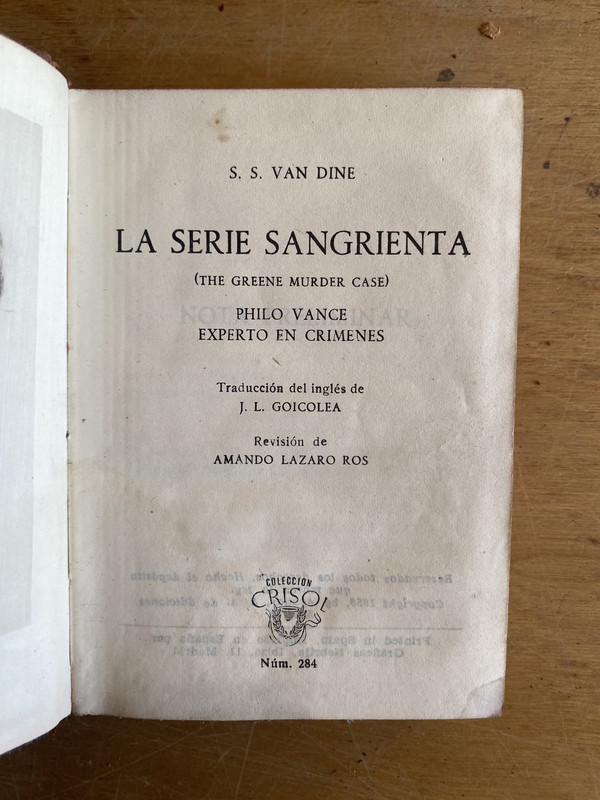 S. S. VAN DINE
LA SERIE SANGRIENTA
(THE GREENE MURDER CASE)
PHILO VANCE
EXPERTO EN CRIMENES
Traducción del inglés de
J. L. GOICOLEA
Revisión de
AMANDO LAZARO ROS
COLECCION
CRISOL
Núm. 284